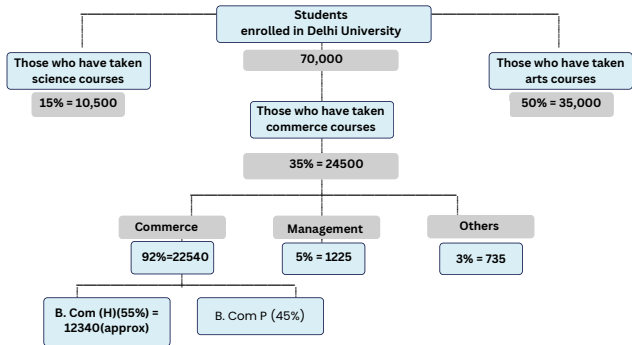 Students
enrolled in Delhi University
70,000
Those who have taken
science courses
15% = 10,500
Those who have taken
arts courses
50% = 35,000
Those who have taken
commerce courses
35% = 24500
Commerce
92%=22540
Management
5% = 1225
Others
3% = 735
B. Com (H)(55%) =
12340(approx)
B. Com P (45%)